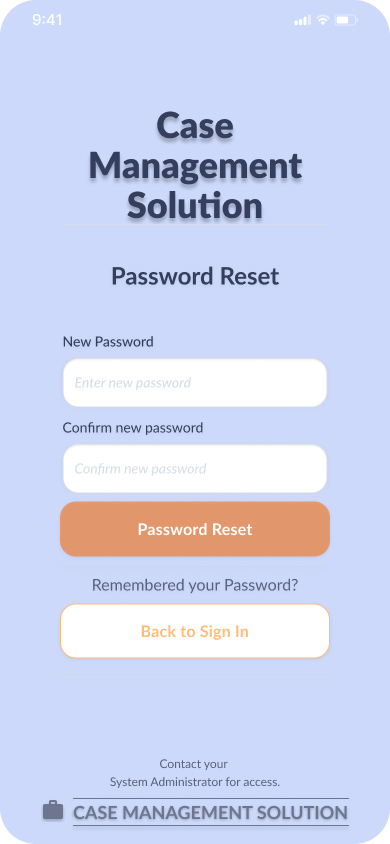 9:41
Case
Management
Solution
Password Reset
New Password
Enter new password
Confirm new password
Confirm new password
Password Reset
Remembered your Password?
Back to Sign In
Contact your
System Administrator for access.
CASE MANAGEMENT SOLUTION